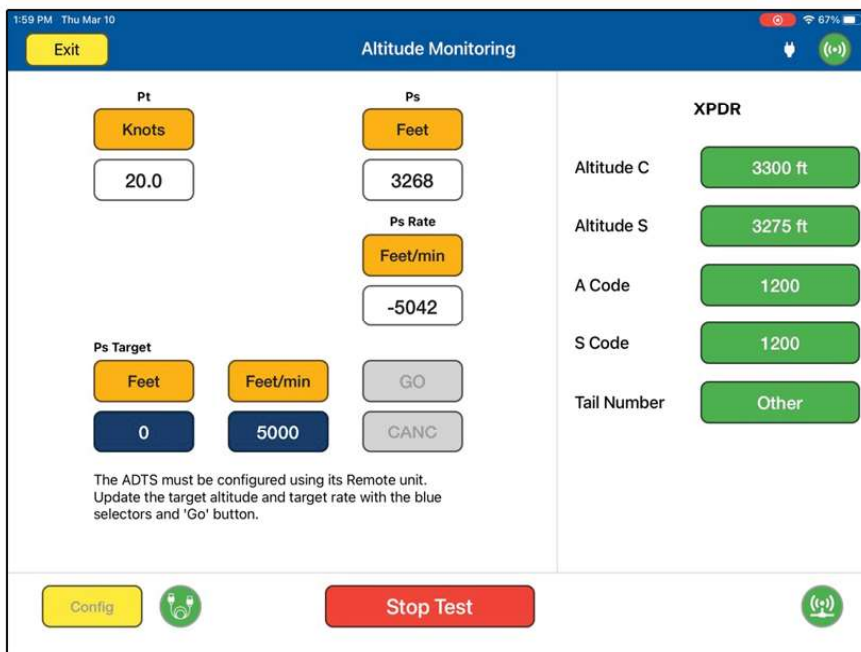 1:59 PM Thu Mar 10
67%
Exit
Altitude Monitoring
Pt
Knots
20.0
Ps
Feet
3268
Ps Rate
Feet/min
-5042
Ps Target
Feet
Feet/min
GO
0
5000
CANC
The ADTS must be configured using its Remote unit.
Update the target altitude and target rate with the blue
selectors and 'Go' button.
XPDR
Altitude C
3300 ft
Altitude S
3275 ft
A Code
1200
S Code
1200
Tail Number
Other
Config
Stop Test